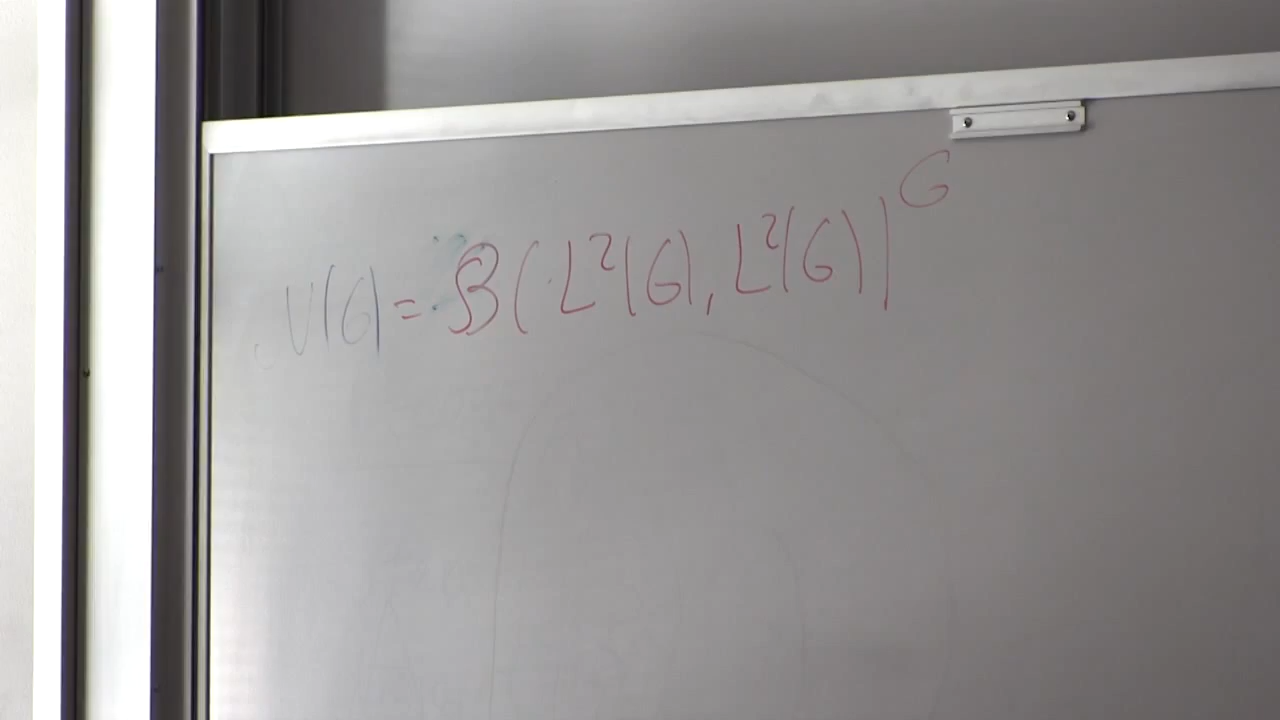 𝒩(G) = ℬ(L²(G), L²(G))^G